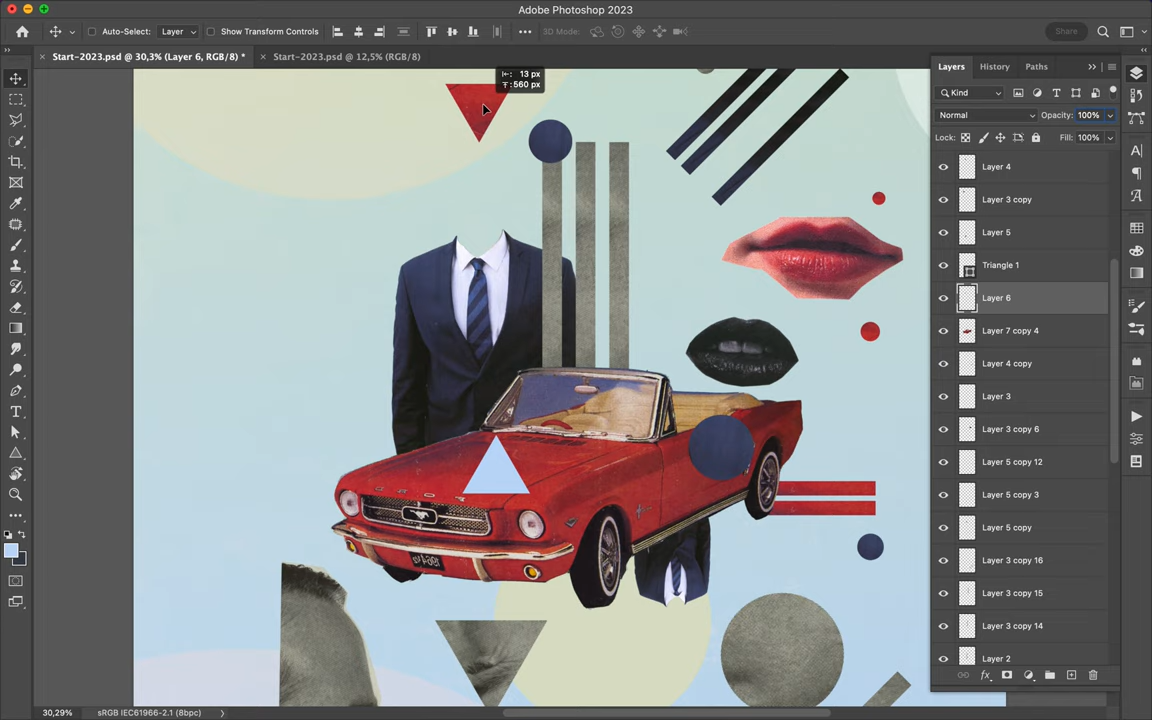 Adobe Photoshop 2023
Auto-Select: Layer Show Transform Controls ••• 3D Mode: Share
Start-2023.psd @ 30,3% (Layer 6, RGB/8) * Start-2023.psd @ 12,5% (RGB/8)
Layers History Paths
13 px
560 px
Kind
Normal Opacity: 100%
Lock: Fill: 100%
Layer 4
Layer 3 copy
Layer 5
Triangle 1
Layer 6
Layer 7 copy 4
Layer 4 copy
Layer 3
Layer 3 copy 6
Layer 5 copy 12
Layer 5 copy 3
Layer 5 copy
Layer 3 copy 16
Layer 3 copy 15
Layer 3 copy 14
Layer 2
30,29% sRGB IEC61966-2.1 (8bpc)